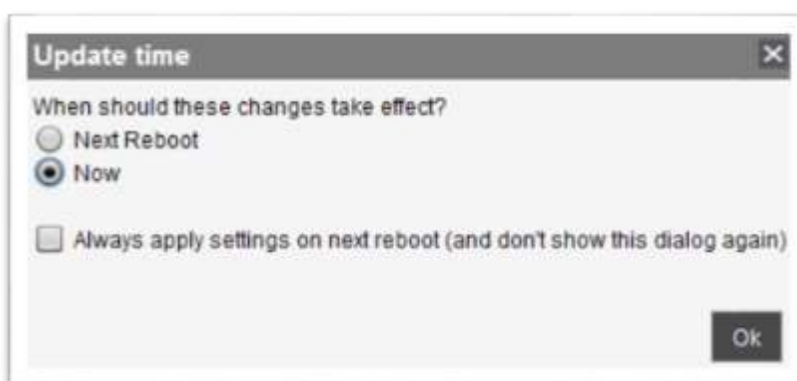 Update time
When should these changes take effect?
Next Reboot
Now
Always apply settings on next reboot (and don't show this dialog again)
Ok